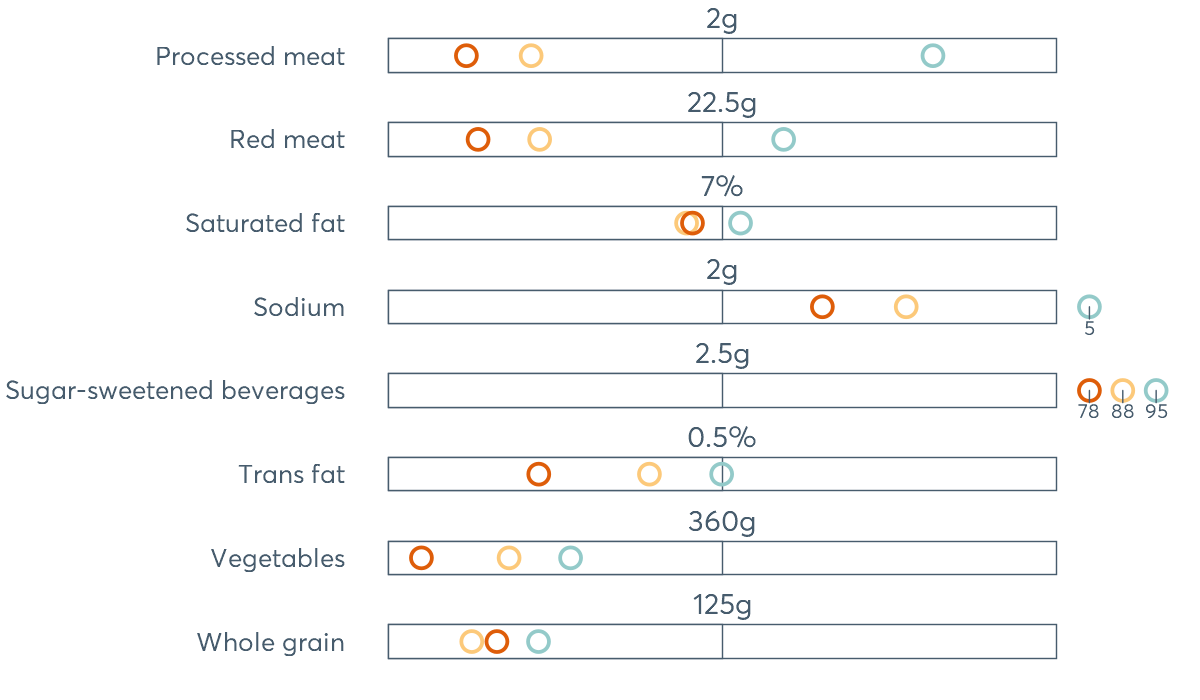 2g
Processed meat
22.5g
Red meat
7%
Saturated fat
2g
Sodium
5
2.5g
Sugar-sweetened beverages
78 88 95
0.5%
Trans fat
360g
Vegetables
125g
Whole grain